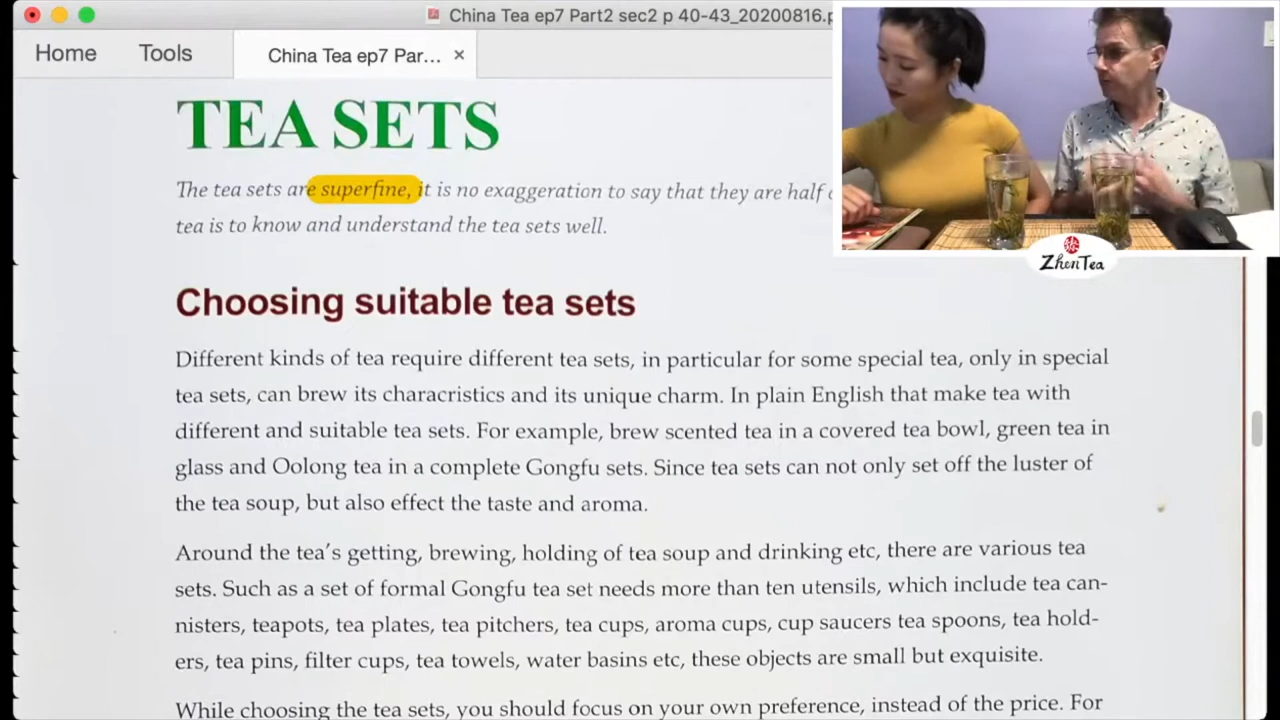 China Tea ep7 Part2 sec2 p 40-43_20200816.p
Home
Tools
China Tea ep7 Par...
TEA SETS
The tea sets are superfine, it is no exaggeration to say that they are half
tea is to know and understand the tea sets well.
Zhen Tea
Choosing suitable tea sets
Different kinds of tea require different tea sets, in particular for some special tea, only in special
tea sets, can brew its characristics and its unique charm. In plain English that make tea with
different and suitable tea sets. For example, brew scented tea in a covered tea bowl, green tea in
glass and Oolong tea in a complete Gongfu sets. Since tea sets can not only set off the luster of
the tea soup, but also effect the taste and aroma.
Around the tea's getting, brewing, holding of tea soup and drinking etc, there are various tea
sets. Such as a set of formal Gongfu tea set needs more than ten utensils, which include tea can-
nisters, teapots, tea plates, tea pitchers, tea cups, aroma cups, cup saucers tea spoons, tea hold-
ers, tea pins, filter cups, tea towels, water basins etc, these objects are small but exquisite.
While choosing the tea sets, you should focus on your own preference, instead of the price. For